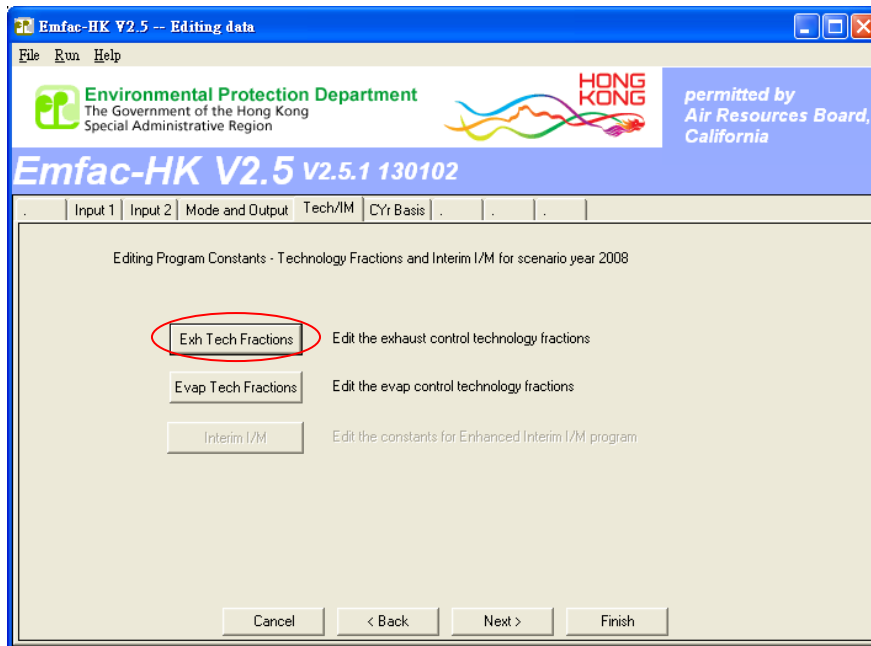 Emfac-HK V2.5 -- Editing data
File Run Help
Environmental Protection Department
The Government of the Hong Kong
Special Administrative Region
HONG
KONG
permitted by
Air Resources Board,
California
Emfac-HK V2.5 V2.5.1 130102
. Input 1 Input 2 Mode and Output Tech/IM CYr Basis . . .
Editing Program Constants - Technology Fractions and Interim I/M for scenario year 2008
Exh Tech Fractions Edit the exhaust control technology fractions
Evap Tech Fractions Edit the evap control technology fractions
Interim I/M Edit the constants for Enhanced Interim I/M program
Cancel < Back Next > Finish